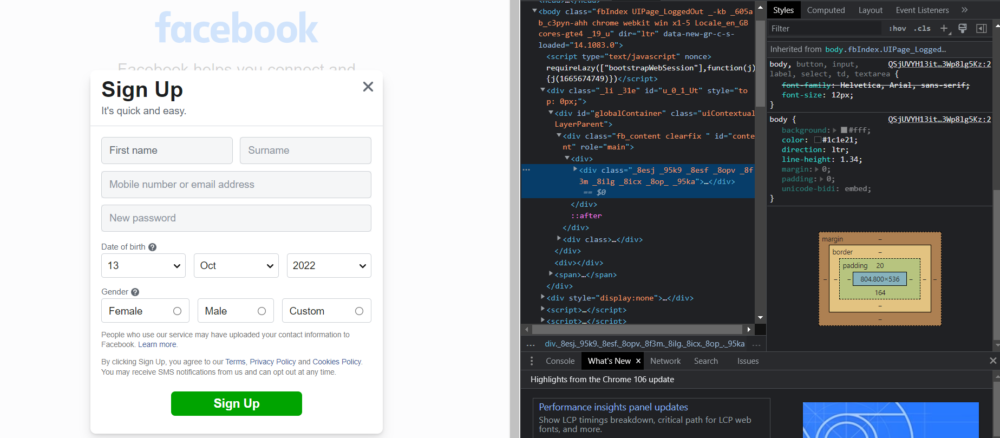 facebook
Facebook helps you connect and
Sign Up
It's quick and easy.
First name
Surname
Mobile number or email address
New password
Date of birth ?
13
Oct
2022
Gender ?
Female
Male
Custom
People who use our service may have uploaded your contact information to
Facebook. Learn more.
By clicking Sign Up, you agree to our Terms, Privacy Policy and Cookies Policy.
You may receive SMS notifications from us and can opt out at any time.
Sign Up
<head>…</head>
<body class="fbIndex UIPage_LoggedOut _-kb _605a
b_c3pyn-ahh chrome webkit win x1-5 Locale_en_GB
cores-gte4 _19_u" dir="ltr" data-new-gr-c-s-
loaded="14.1083.0">
<script type="text/javascript" nonce>
requireLazy(["bootstrapWebSession"],function(j)
{j(1665674749)})</script>
<div class="_li _31e" id="u_0_1_Ut" style="to
p: 0px;">
<div id="globalContainer" class="uiContextual
LayerParent">
<div class="fb_content clearfix " id="conte
nt" role="main">
<div>
<div class="_8esj _95k9 _8esf _8opv _8f
3m _8ilg _8icx _8op_ _95ka">…</div>
== $0
</div>
::after
</div>
<div class>…</div>
</div>
<div></div>
<span>…</span>
</div>
<div style="display:none">…</div>
<script>…</script>
<script>…</script>
... div._8esj._95k9._8esf._8opv._8f3m._8ilg._8icx._8op_._95ka ...
Styles
Computed
Layout
Event Listeners
Filter
:hov
.cls
Inherited from body.fbIndex.UIPage_Logged…
body, button, input,
QSjUVYH13it…3Wp8lg5Kz:2
label, select, td, textarea {
font-family: Helvetica, Arial, sans-serif;
font-size: 12px;
}
body {
QSjUVYH13it…3Wp8lg5Kz:2
background: #fff;
color: #1c1e21;
direction: ltr;
line-height: 1.34;
margin: 0;
padding: 0;
unicode-bidi: embed;
}
margin –
border –
padding 20
– – – 804.800×536 – – –
164
–
–
Console
What's New
Network
Search
Issues
Highlights from the Chrome 106 update
Performance insights panel updates
Show LCP timings breakdown, critical path for LCP web
fonts, and more.